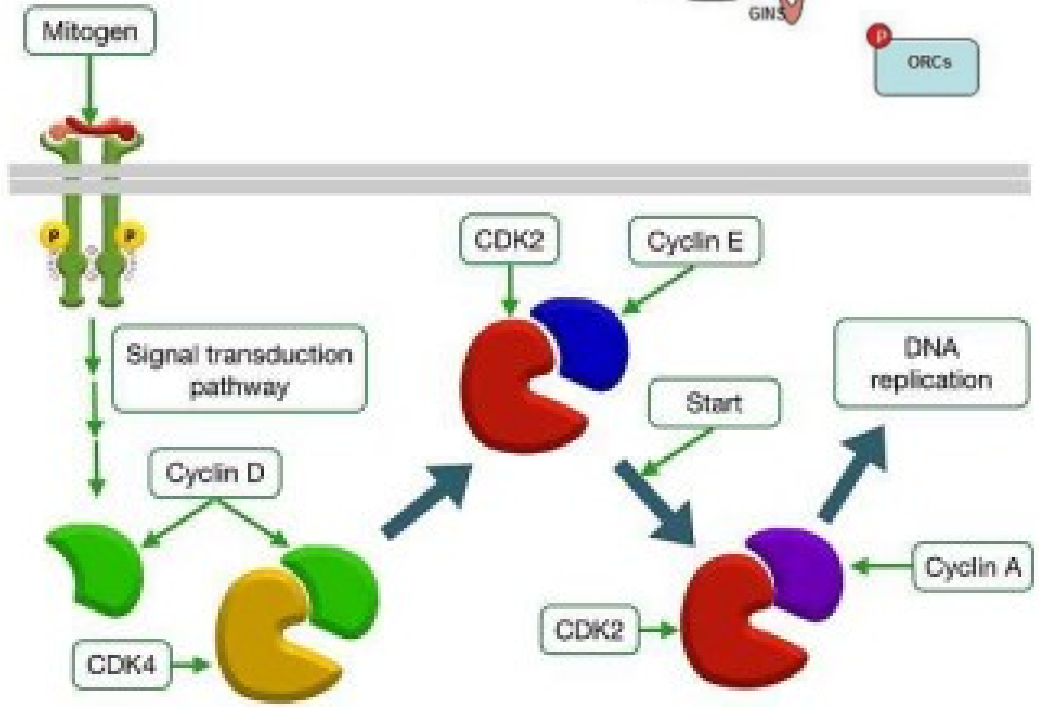 GINS
Mitogen
P
ORCs
P
P
CDK2
Cyclin E
Signal transduction
pathway
DNA
replication
Start
Cyclin D
Cyclin A
CDK2
CDK4